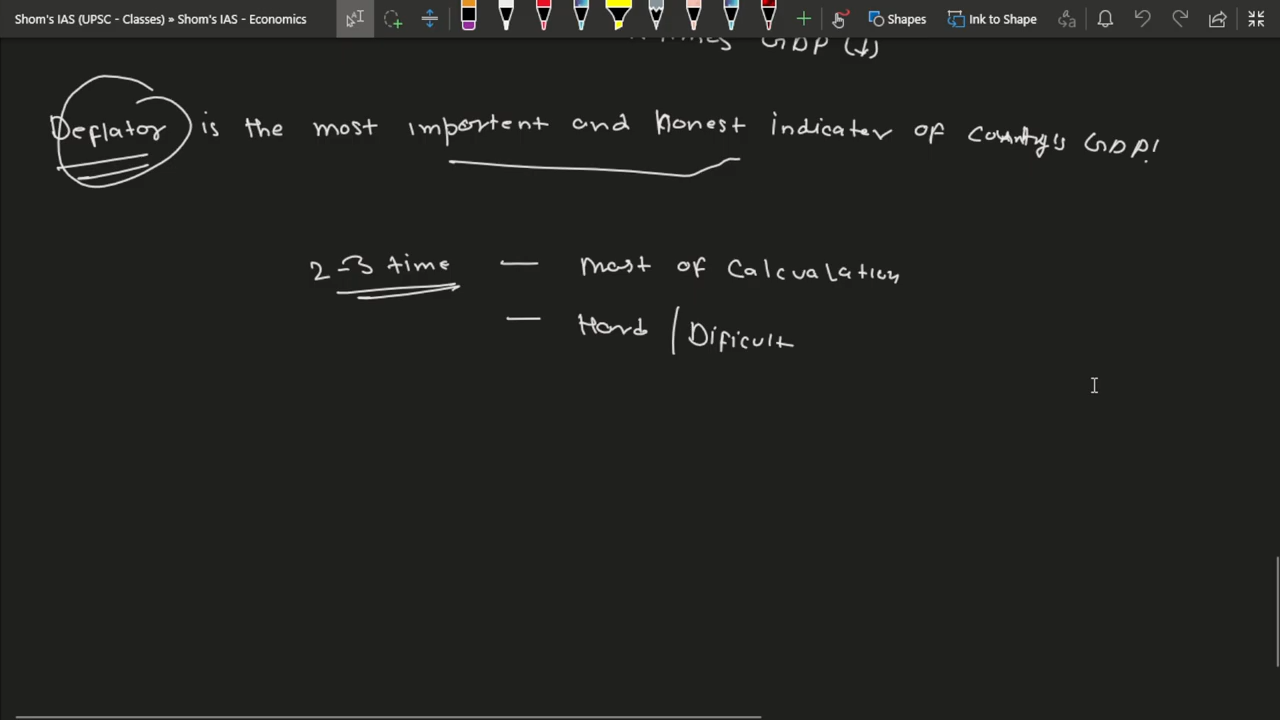 Shom's IAS (UPSC - Classes) » Shom's IAS - Economics
Shapes
Ink to Shape
GDP (↓)
Deflator is the most importent and honest indicater of country's GDP!
2-3 time — most of calcualation
— Hard / Dificult